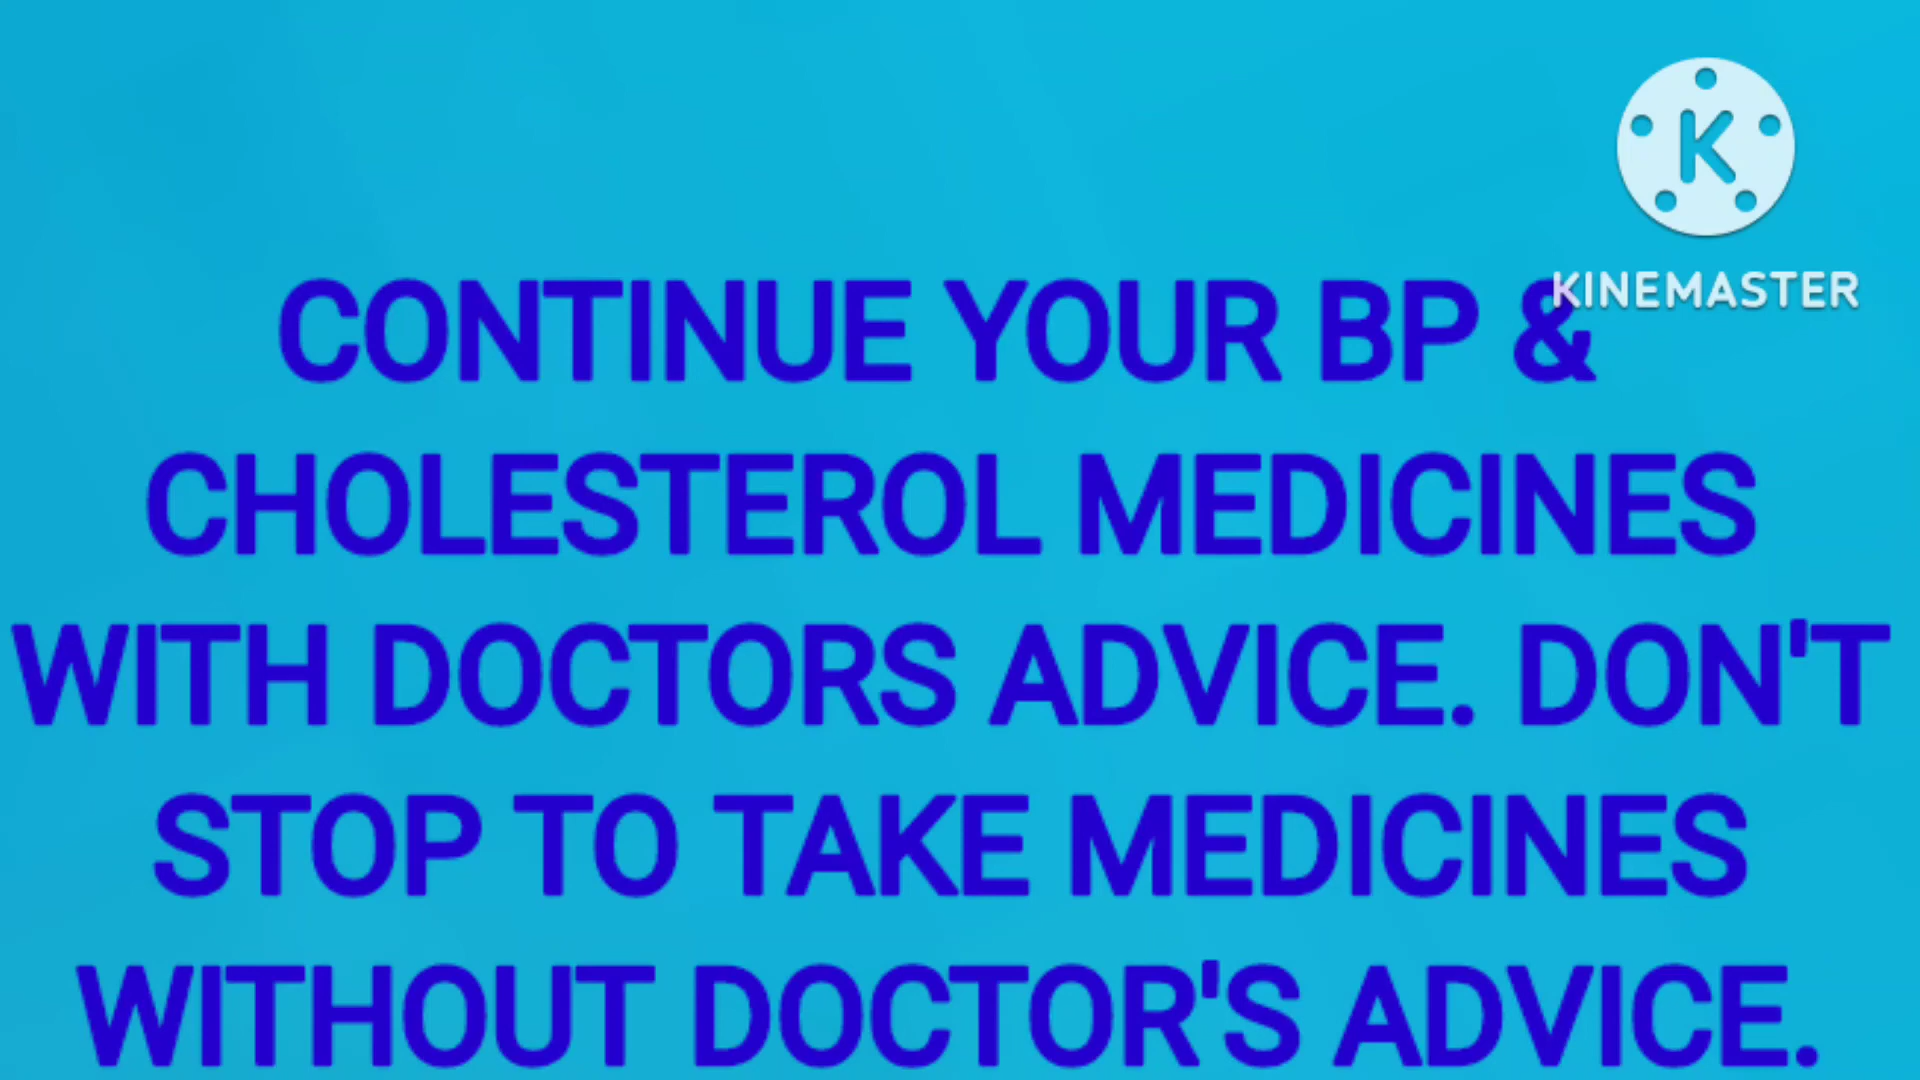 K
KINEMASTER
CONTINUE YOUR BP &
CHOLESTEROL MEDICINES
WITH DOCTORS ADVICE. DON'T
STOP TO TAKE MEDICINES
WITHOUT DOCTOR'S ADVICE.